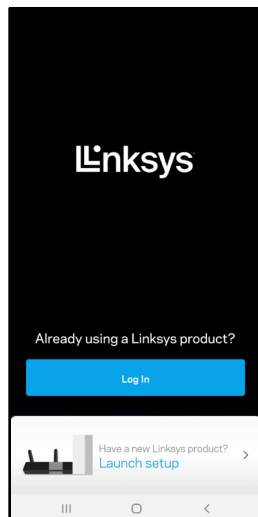 Linksys
Already using a Linksys product?
Log In
Have a new Linksys product?
Launch setup